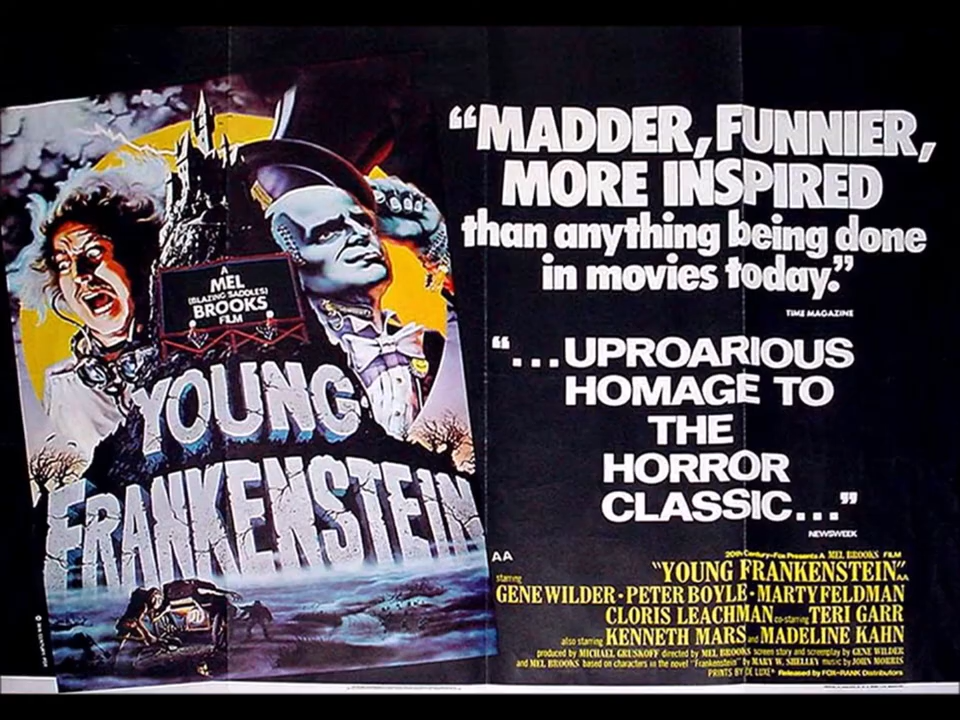 A
MEL
(BLAZING SADDLES)
BROOKS
FILM
YOUNG
FRANKENSTEIN
"MADDER, FUNNIER,
MORE INSPIRED
than anything being done
in movies today."
TIME MAGAZINE
"...UPROARIOUS
HOMAGE TO
THE
HORROR
CLASSIC..."
NEWSWEEK
AA
20th Century-Fox Presents A MEL BROOKS FILM
"YOUNG FRANKENSTEIN" AA
starring
GENE WILDER • PETER BOYLE • MARTY FELDMAN
CLORIS LEACHMAN co-starring TERI GARR
also starring KENNETH MARS and MADELINE KAHN
produced by MICHAEL GRUSKOFF directed by MEL BROOKS screen story and screenplay by GENE WILDER
and MEL BROOKS based on characters in the novel "Frankenstein" by MARY W. SHELLEY music by JOHN MORRIS
PRINTS BY DE LUXE® Released by FOX-RANK Distributors